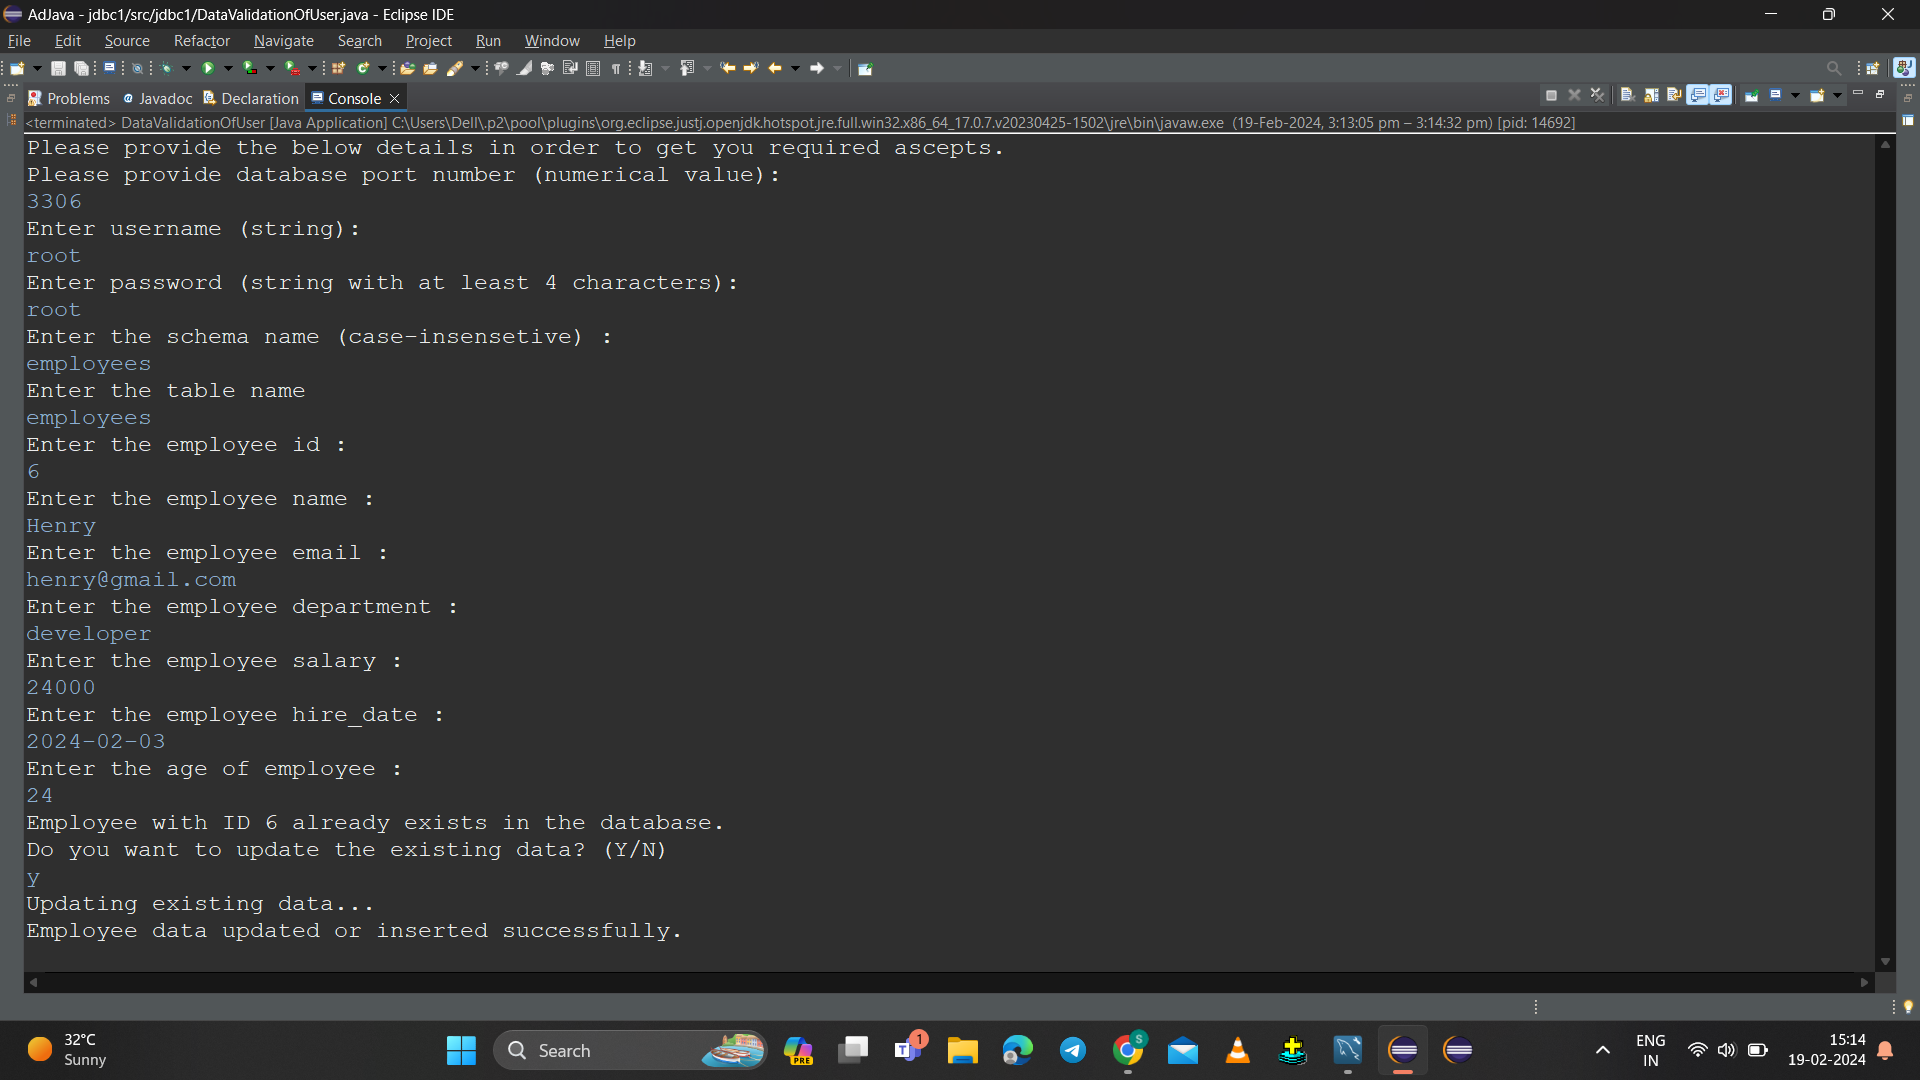 AdJava - jdbc1/src/jdbc1/DataValidationOfUser.java - Eclipse IDE
File Edit Source Refactor Navigate Search Project Run Window Help
Problems Javadoc Declaration Console
<terminated> DataValidationOfUser [Java Application] C:\Users\Dell\.p2\pool\plugins\org.eclipse.justj.openjdk.hotspot.jre.full.win32.x86_64_17.0.7.v20230425-1502\jre\bin\javaw.exe (19-Feb-2024, 3:13:05 pm – 3:14:32 pm) [pid: 14692]
Please provide the below details in order to get you required ascepts.
Please provide database port number (numerical value):
3306
Enter username (string):
root
Enter password (string with at least 4 characters):
root
Enter the schema name (case-insensetive) :
employees
Enter the table name
employees
Enter the employee id :
6
Enter the employee name :
Henry
Enter the employee email :
henry@gmail.com
Enter the employee department :
developer
Enter the employee salary :
24000
Enter the employee hire_date :
2024-02-03
Enter the age of employee :
24
Employee with ID 6 already exists in the database.
Do you want to update the existing data? (Y/N)
y
Updating existing data...
Employee data updated or inserted successfully.
32°C
Sunny
Search
PRE
1
S
ENG
IN
15:14
19-02-2024